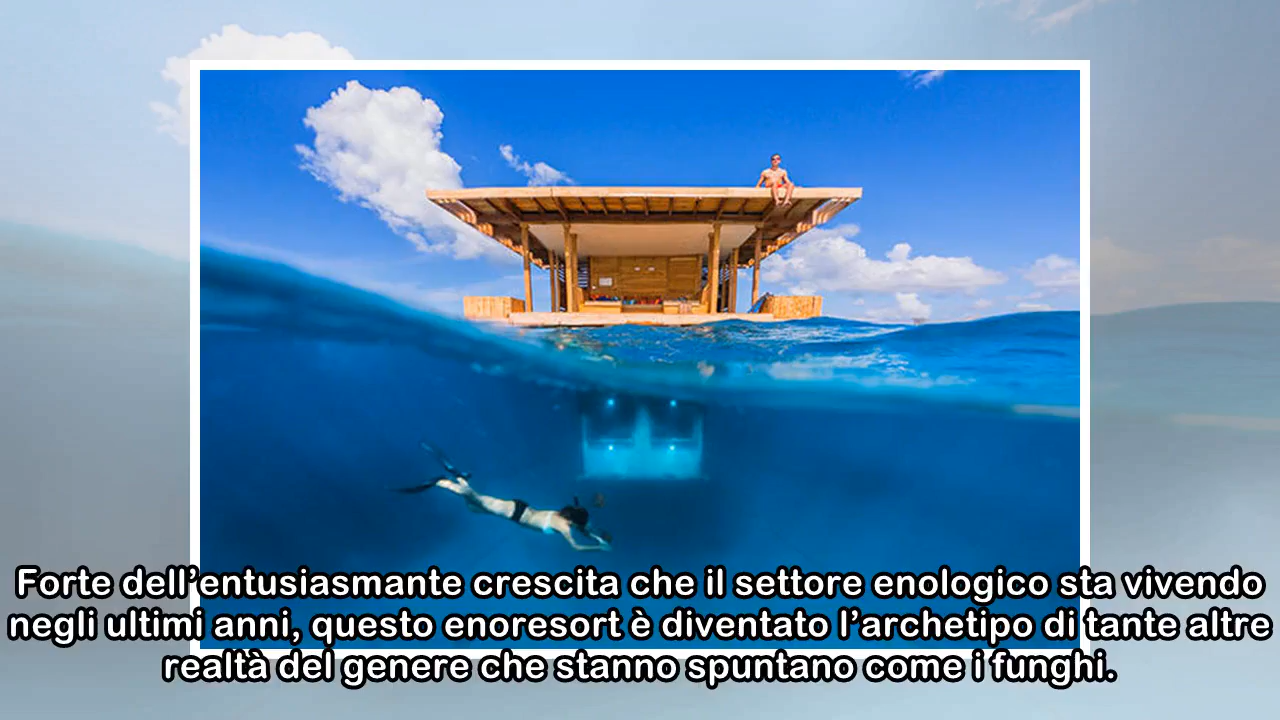 Forte dell’entusiasmante crescita che il settore enologico sta vivendo
negli ultimi anni, questo enoresort è diventato l’archetipo di tante altre
realtà del genere che stanno spuntano come i funghi.